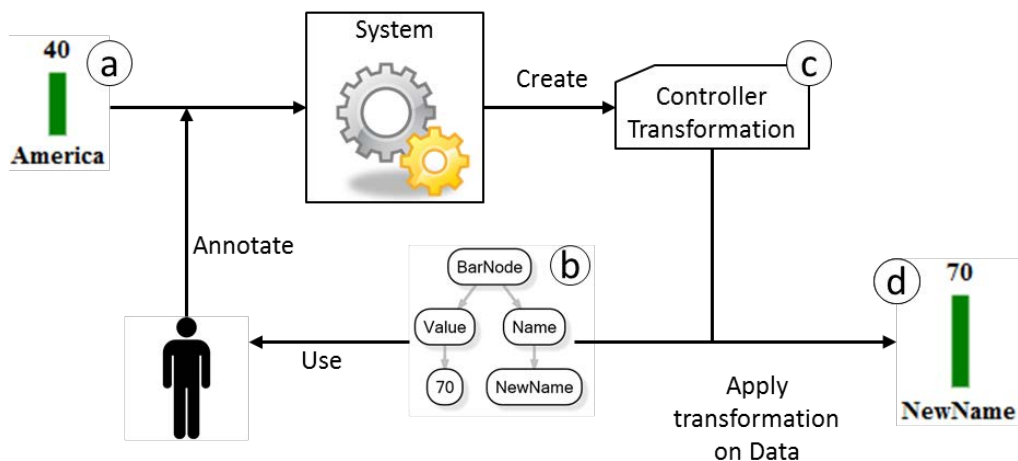 40
a
America
System
Create
c
Controller
Transformation
Annotate
b
BarNode
Value
Name
70
NewName
Use
d
70
NewName
Apply
transformation
on Data